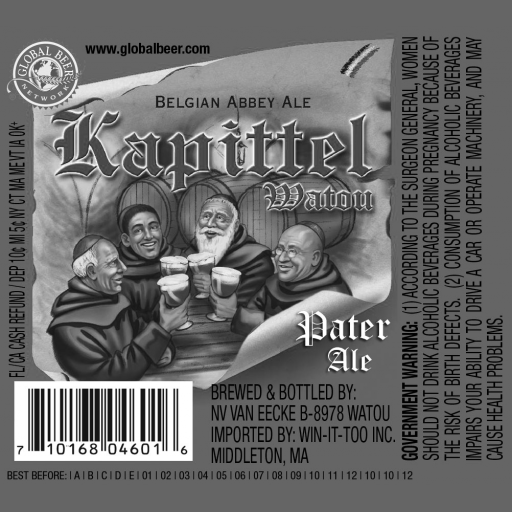 www.globalbeer.com
GLOBAL BEER
NETWORK
BELGIAN ABBEY ALE
Kapittel
Watou
Pater
Ale
FL/CA CASH REFUND / DEP 10¢ MI 5¢ NY CT MA ME VT IA OK+
BREWED & BOTTLED BY:
NV VAN EECKE B-8978 WATOU
IMPORTED BY: WIN-IT-TOO INC.
MIDDLETON, MA
7 10168 04601 6
BEST BEFORE: | A | B | C | D | E | 01 | 02 | 03 | 04 | 05 | 06 | 07 | 08 | 09 | 10 | 11 | 12 | 10 | 10 | 12
GOVERNMENT WARNING: (1) ACCORDING TO THE SURGEON GENERAL, WOMEN
SHOULD NOT DRINK ALCOHOLIC BEVERAGES DURING PREGNANCY BECAUSE OF
THE RISK OF BIRTH DEFECTS. (2) CONSUMPTION OF ALCOHOLIC BEVERAGES
IMPAIRS YOUR ABILITY TO DRIVE A CAR OR OPERATE MACHINERY, AND MAY
CAUSE HEALTH PROBLEMS.